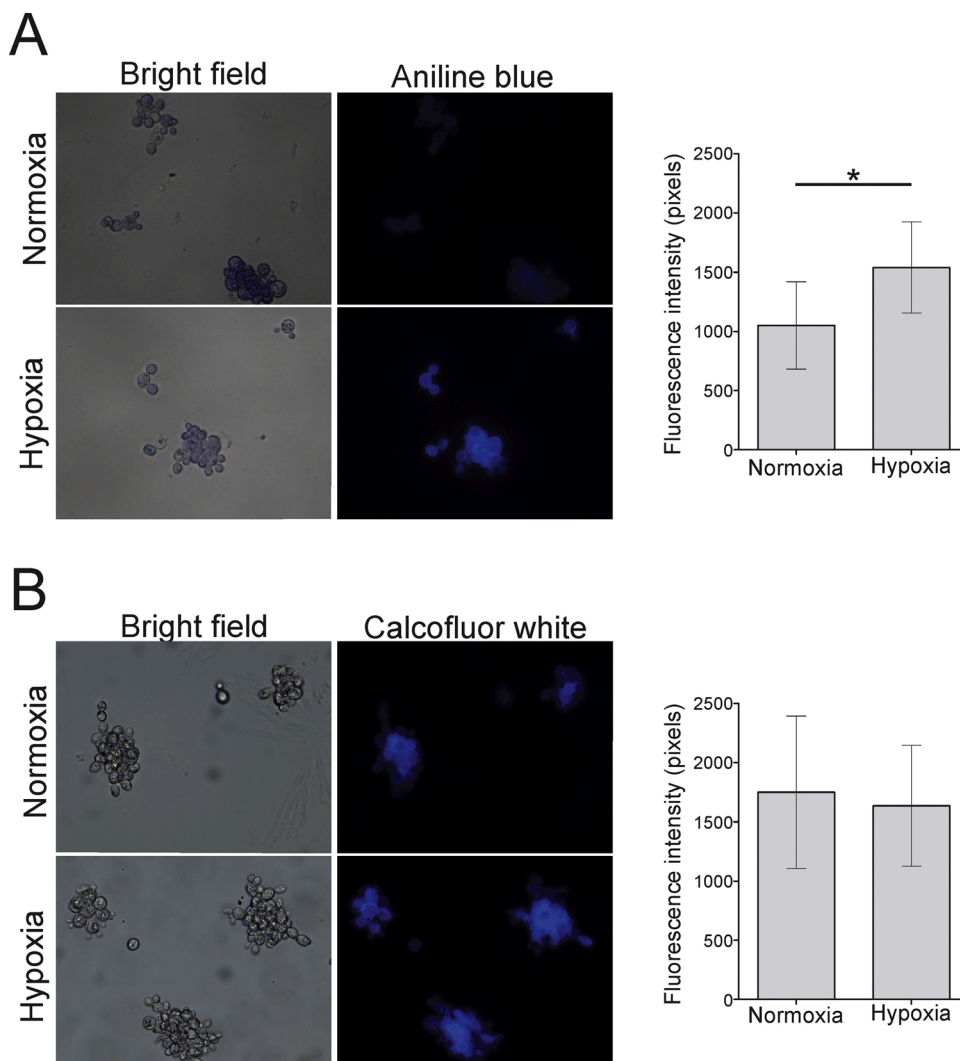 A
Bright field
Aniline blue
Normoxia
Hypoxia
Fluorescence intensity (pixels)
2500
2000
1500
1000
500
0
*
Normoxia
Hypoxia
B
Bright field
Calcofluor white
Normoxia
Hypoxia
Fluorescence intensity (pixels)
2500
2000
1500
1000
500
0
Normoxia
Hypoxia